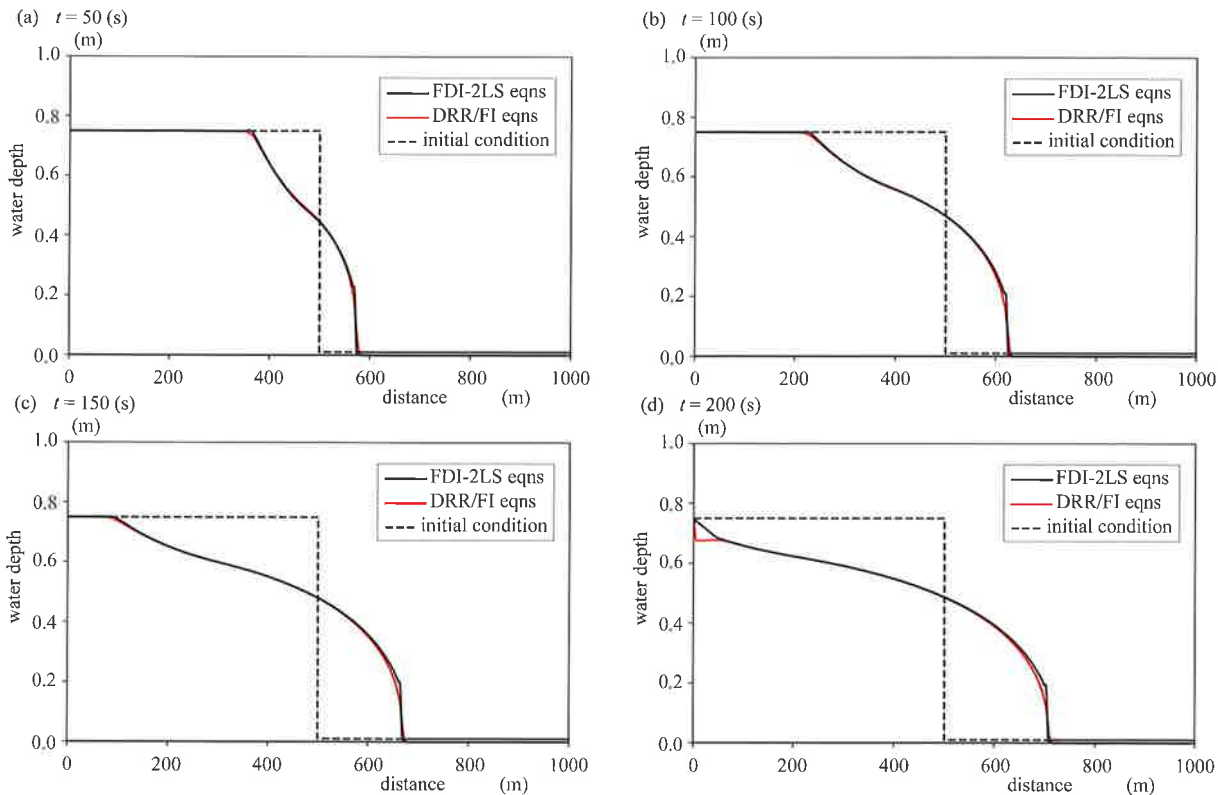 (a) t = 50 (s)
(m)
1.0
0.8
0.6
0.4
0.2
0.0
water depth
FDI-2LS eqns
DRR/FI eqns
initial condition
0 200 400 600 800 1000
distance (m)
(b) t = 100 (s)
(m)
1.0
0.8
0.6
0.4
0.2
0.0
water depth
FDI-2LS eqns
DRR/FI eqns
initial condition
0 200 400 600 800 1000
distance (m)
(c) t = 150 (s)
(m)
1.0
0.8
0.6
0.4
0.2
0.0
water depth
FDI-2LS eqns
DRR/FI eqns
initial condition
0 200 400 600 800 1000
distance (m)
(d) t = 200 (s)
(m)
1.0
0.8
0.6
0.4
0.2
0.0
water depth
FDI-2LS eqns
DRR/FI eqns
initial condition
0 200 400 600 800 1000
distance (m)